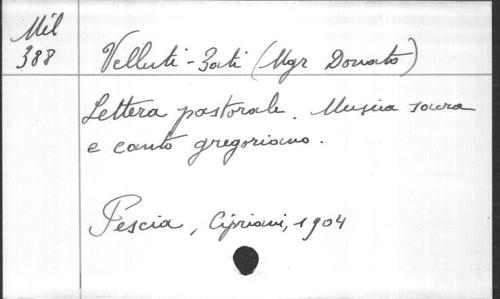 Mil
388
Velluti-Zati (Mgr Donato)
Lettera pastorale. Musica sacra
e canto gregoriano.
Pescia, Cipriani, 1904